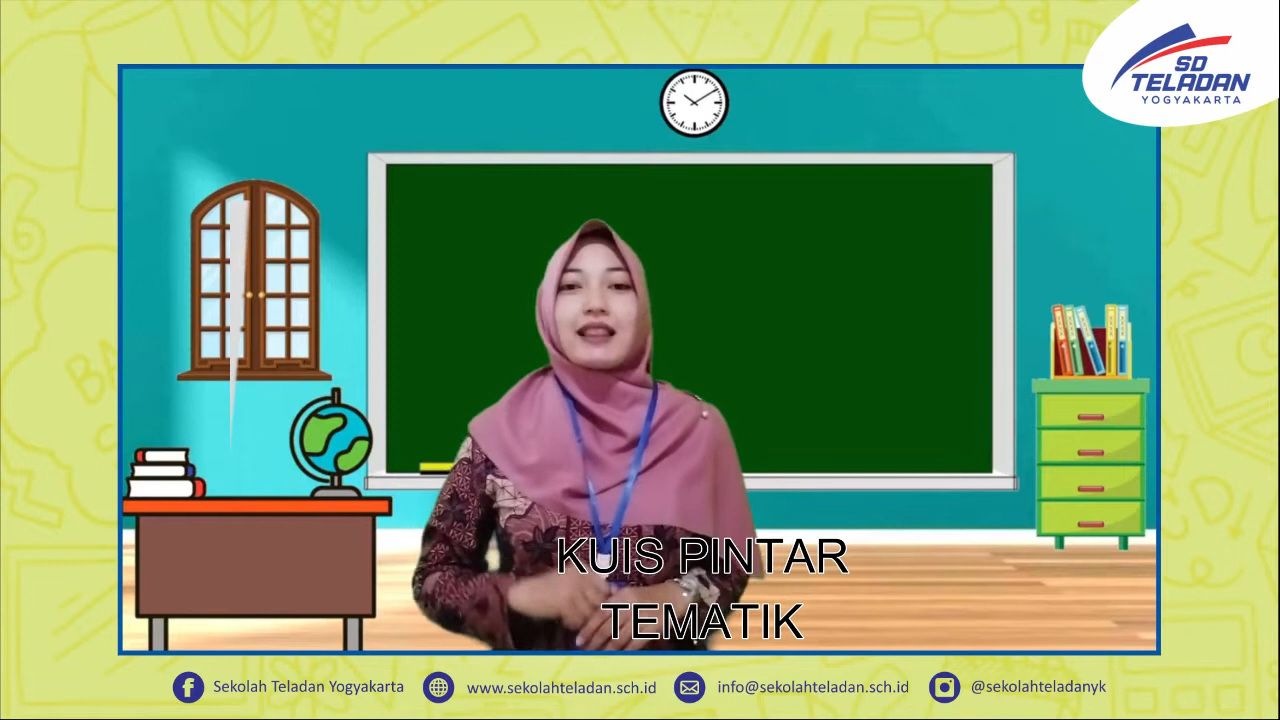 SD
TELADAN
YOGYAKARTA
KUIS PINTAR
TEMATIK
Sekolah Teladan Yogyakarta
www.sekolahteladan.sch.id
info@sekolahteladan.sch.id
@sekolahteladanyk